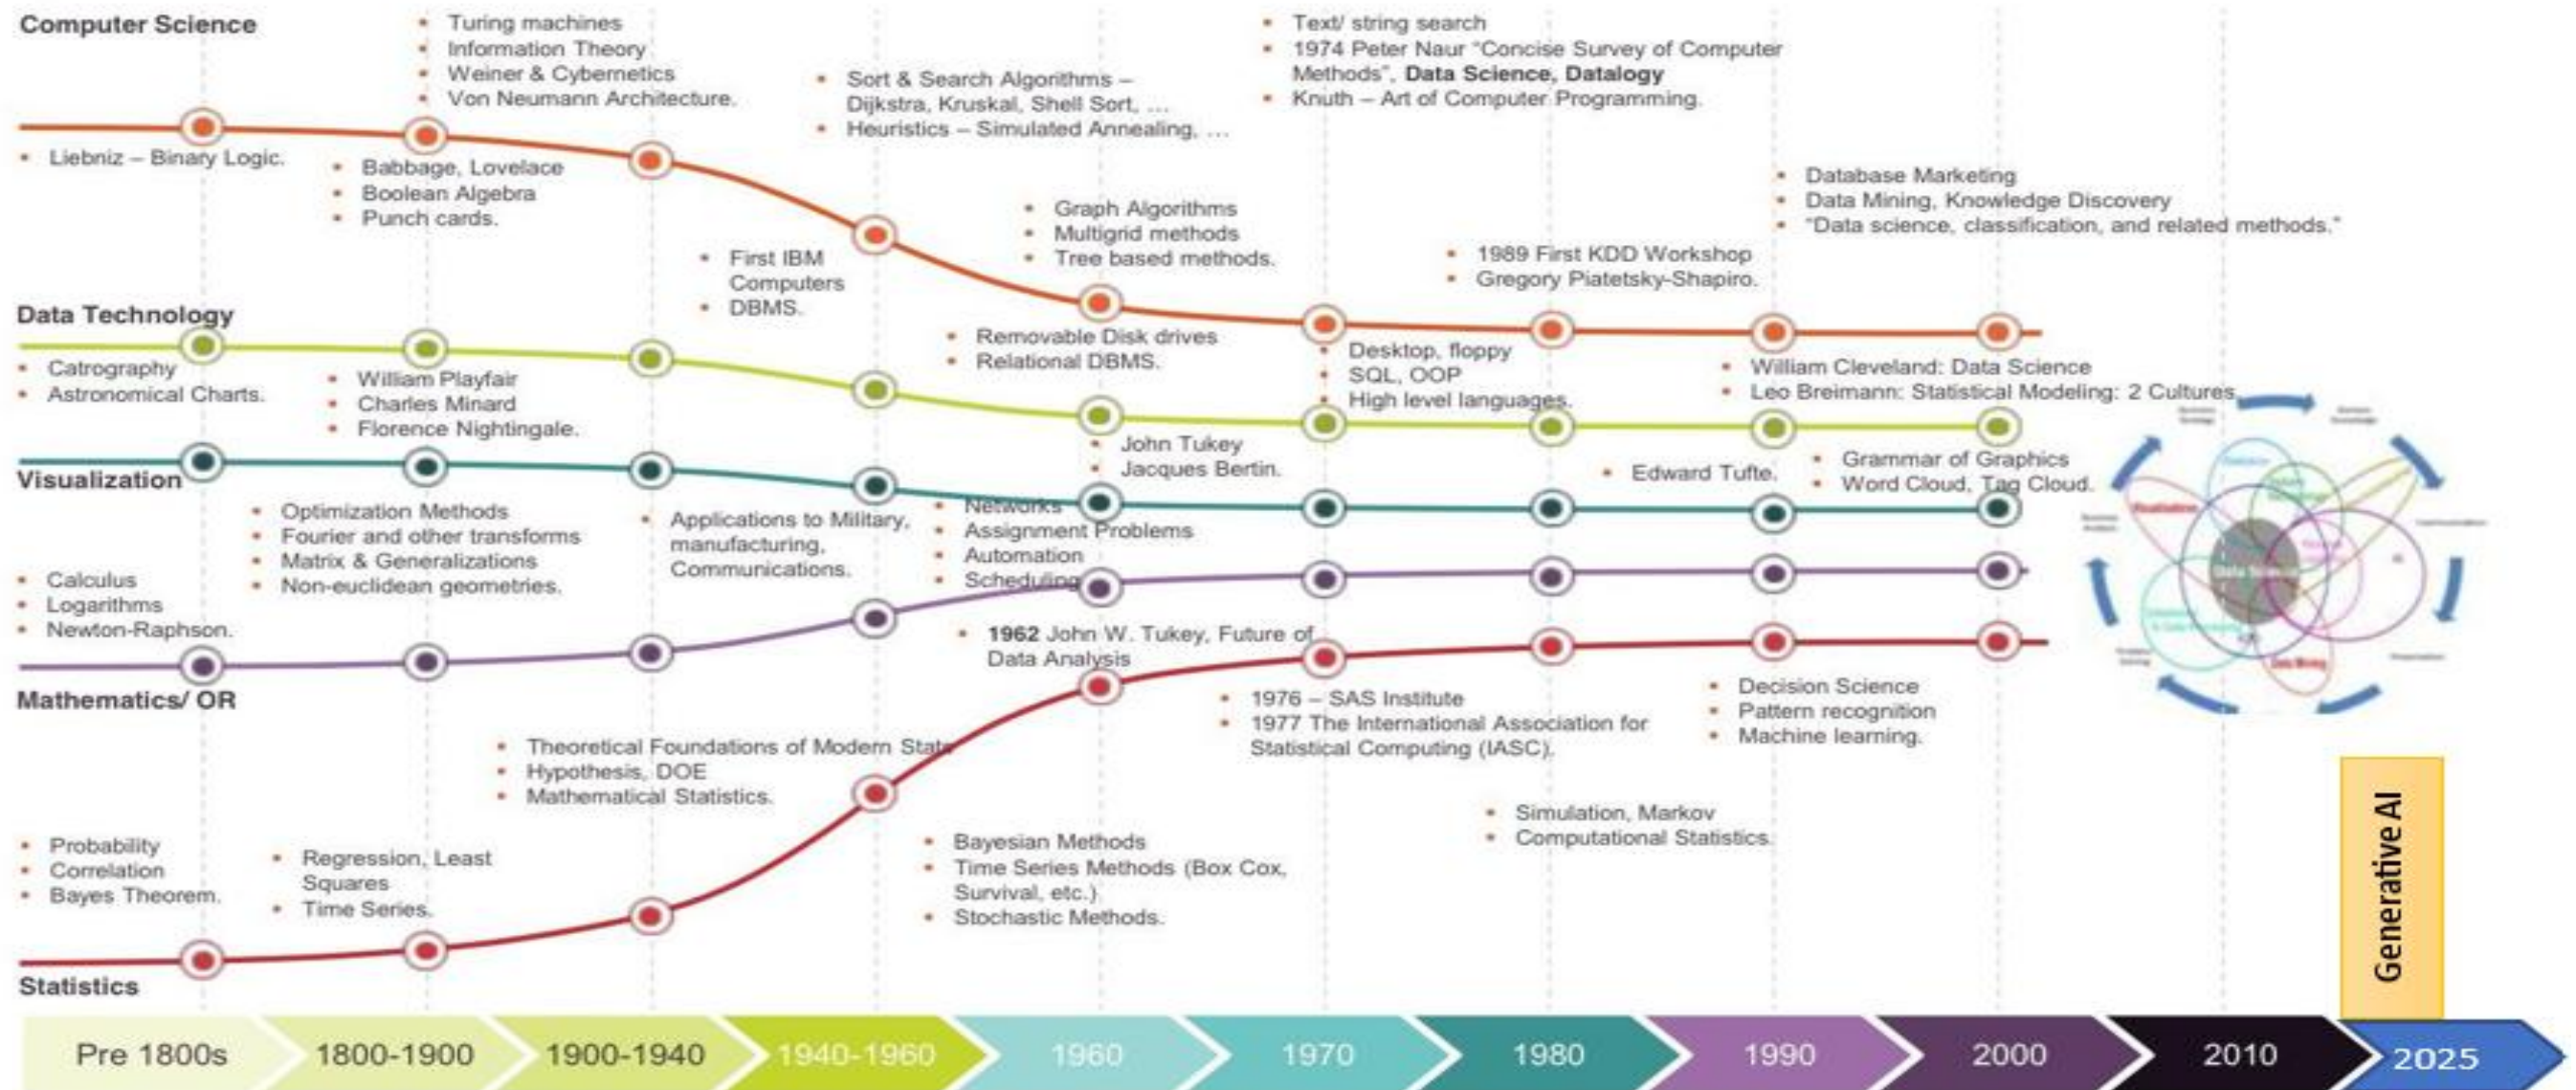 Computer Science
• Turing machines
• Information Theory
• Weiner & Cybernetics
• Von Neumann Architecture.
• Sort & Search Algorithms –
Dijkstra, Kruskal, Shell Sort, …
• Heuristics – Simulated Annealing, …
• Text/ string search
• 1974 Peter Naur “Concise Survey of Computer
Methods”, Data Science, Datalogy
• Knuth – Art of Computer Programming.
• Liebniz – Binary Logic.
• Babbage, Lovelace
• Boolean Algebra
• Punch cards.
• First IBM
Computers
• DBMS.
• Graph Algorithms
• Multigrid methods
• Tree based methods.
• 1989 First KDD Workshop
• Gregory Piatetsky-Shapiro.
• Database Marketing
• Data Mining, Knowledge Discovery
• “Data science, classification, and related methods.”
Data Technology
• Catrography
• Astronomical Charts.
• William Playfair
• Charles Minard
• Florence Nightingale.
• Removable Disk drives
• Relational DBMS.
• Desktop, floppy
• SQL, OOP
• High level languages.
• William Cleveland: Data Science
• Leo Breimann: Statistical Modeling: 2 Cultures
• John Tukey
• Jacques Bertin.
• Edward Tufte.
• Grammar of Graphics
• Word Cloud, Tag Cloud.
Visualization
• Optimization Methods
• Fourier and other transforms
• Matrix & Generalizations
• Non-euclidean geometries.
• Applications to Military,
manufacturing,
Communications.
• Networks
• Assignment Problems
• Automation
• Scheduling
• Calculus
• Logarithms
• Newton-Raphson.
Mathematics/ OR
• 1962 John W. Tukey, Future of
Data Analysis
• 1976 – SAS Institute
• 1977 The International Association for
Statistical Computing (IASC).
• Decision Science
• Pattern recognition
• Machine learning.
• Theoretical Foundations of Modern Stats
• Hypothesis, DOE
• Mathematical Statistics.
• Simulation, Markov
• Computational Statistics.
• Probability
• Correlation
• Bayes Theorem.
• Regression, Least
Squares
• Time Series.
• Bayesian Methods
• Time Series Methods (Box Cox,
Survival, etc.)
• Stochastic Methods.
Statistics
Visualization
Data Mining
Generative AI
Pre 1800s
1800-1900
1900-1940
1940-1960
1960
1970
1980
1990
2000
2010
2025